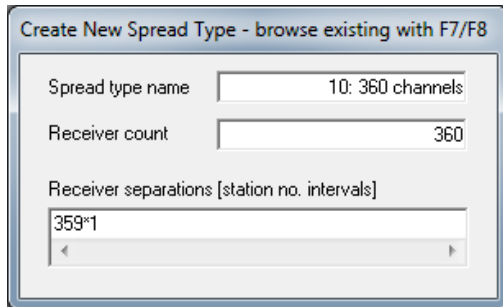 Create New Spread Type - browse existing with F7/F8
Spread type name 10: 360 channels
Receiver count 360
Receiver separations [station no. intervals]
359*1